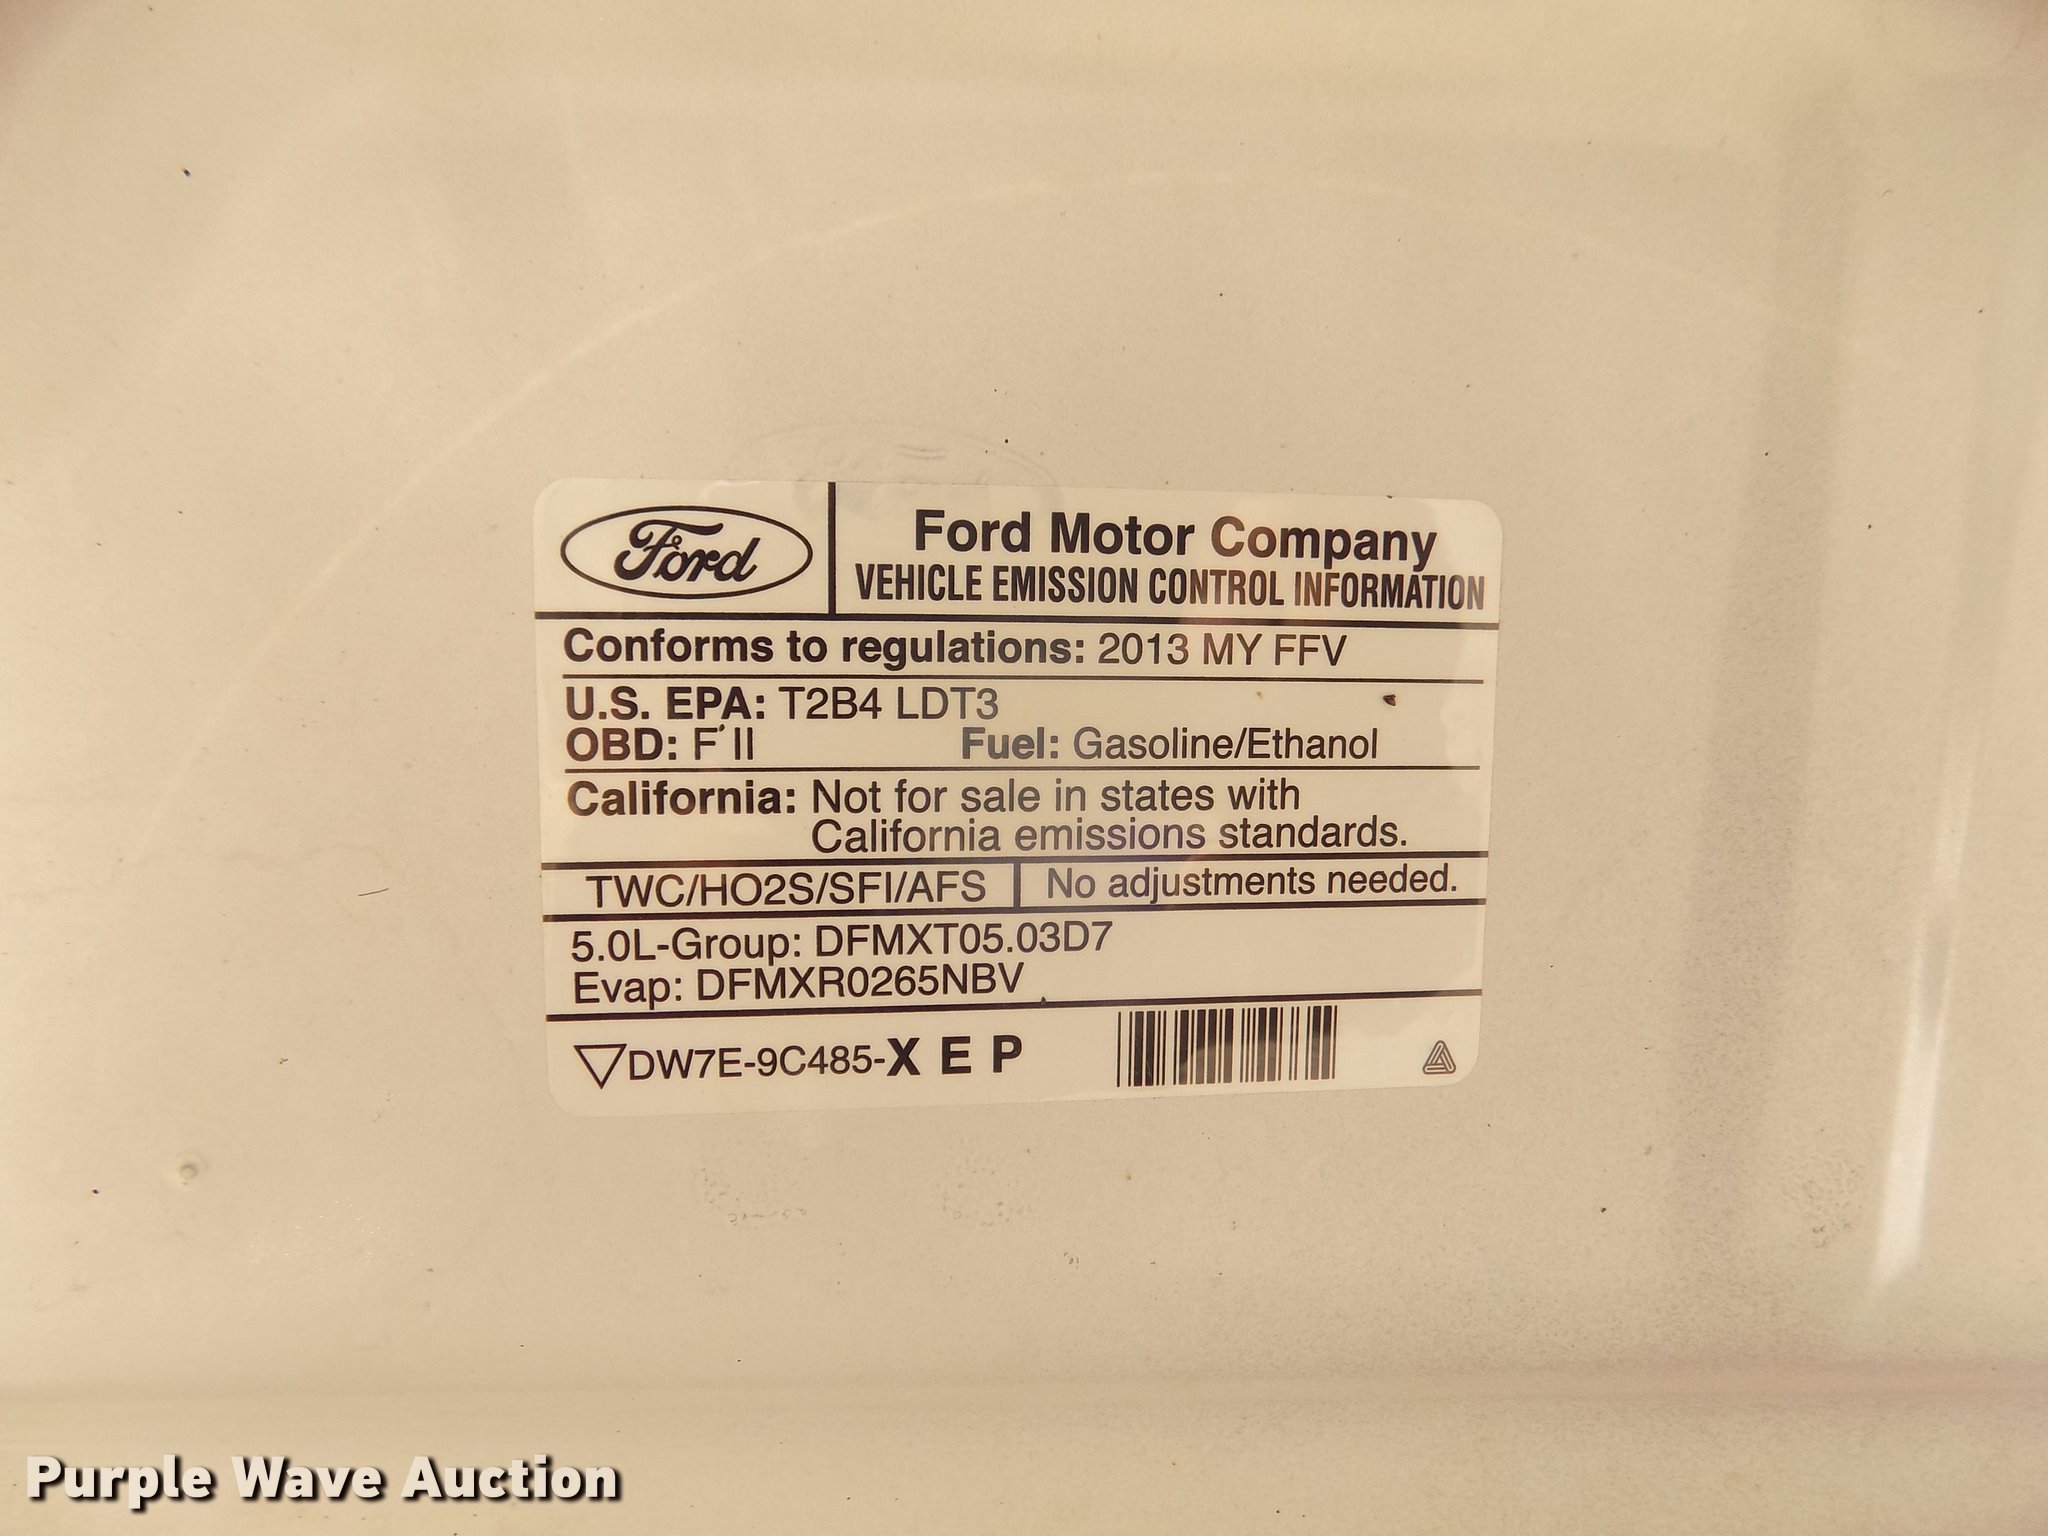 Ford
Ford Motor Company
VEHICLE EMISSION CONTROL INFORMATION
Conforms to regulations: 2013 MY FFV
U.S. EPA: T2B4 LDT3
OBD: F II Fuel: Gasoline/Ethanol
California: Not for sale in states with
California emissions standards.
TWC/HO2S/SFI/AFS No adjustments needed.
5.0L-Group: DFMXT05.03D7
Evap: DFMXR0265NBV
DW7E-9C485-X E P
Purple Wave Auction